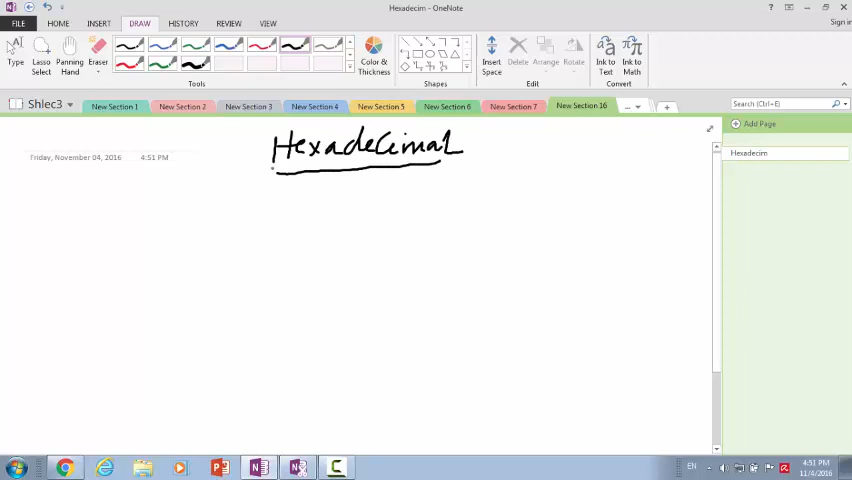 Hexadecim - OneNote
? 
Sign in
FILE HOME INSERT DRAW HISTORY REVIEW VIEW
Type Lasso Select Panning Hand Eraser Color & Thickness Insert Space Delete Arrange Rotate Ink to Text Ink to Math
Tools Shapes Edit Convert
Shlec3 New Section 1 New Section 2 New Section 3 New Section 4 New Section 5 New Section 6 New Section 7 New Section 16 ... + Search (Ctrl+E)
Add Page
Hexadecimal
Friday, November 04, 2016 4:51 PM
Hexadecim
EN 4:51 PM
11/4/2016